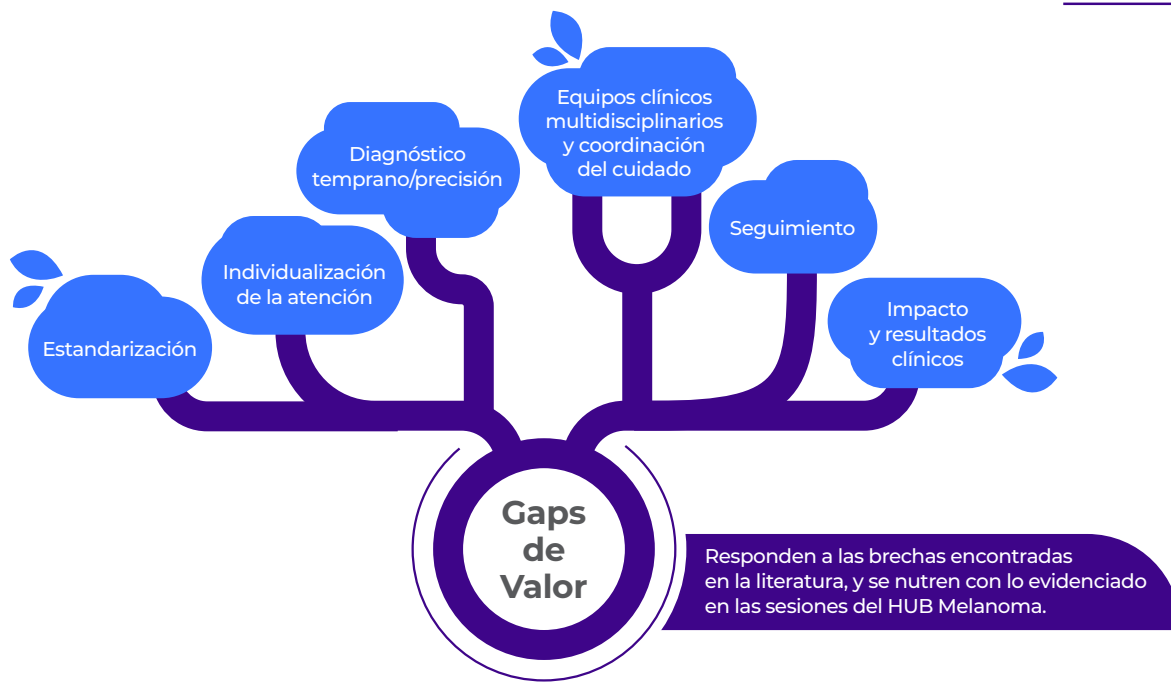 Estandarización
Individualización
de la atención
Diagnóstico
temprano/precisión
Equipos clínicos
multidisciplinarios
y coordinación
del cuidado
Seguimiento
Impacto
y resultados
clínicos
Gaps
de
Valor
Responden a las brechas encontradas
en la literatura, y se nutren con lo evidenciado
en las sesiones del HUB Melanoma.